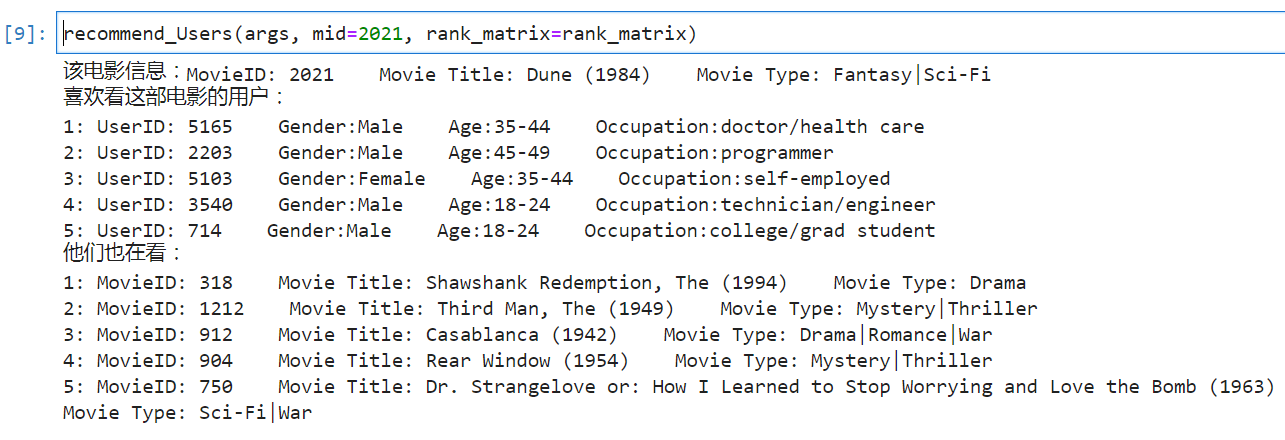 [9]: recommend_Users(args, mid=2021, rank_matrix=rank_matrix)
该电影信息：MovieID: 2021    Movie Title: Dune (1984)    Movie Type: Fantasy|Sci-Fi
喜欢看这部电影的用户：
1: UserID: 5165    Gender:Male    Age:35-44    Occupation:doctor/health care
2: UserID: 2203    Gender:Male    Age:45-49    Occupation:programmer
3: UserID: 5103    Gender:Female    Age:35-44    Occupation:self-employed
4: UserID: 3540    Gender:Male    Age:18-24    Occupation:technician/engineer
5: UserID: 714    Gender:Male    Age:18-24    Occupation:college/grad student
他们也在看：
1: MovieID: 318    Movie Title: Shawshank Redemption, The (1994)    Movie Type: Drama
2: MovieID: 1212    Movie Title: Third Man, The (1949)    Movie Type: Mystery|Thriller
3: MovieID: 912    Movie Title: Casablanca (1942)    Movie Type: Drama|Romance|War
4: MovieID: 904    Movie Title: Rear Window (1954)    Movie Type: Mystery|Thriller
5: MovieID: 750    Movie Title: Dr. Strangelove or: How I Learned to Stop Worrying and Love the Bomb (1963)
Movie Type: Sci-Fi|War